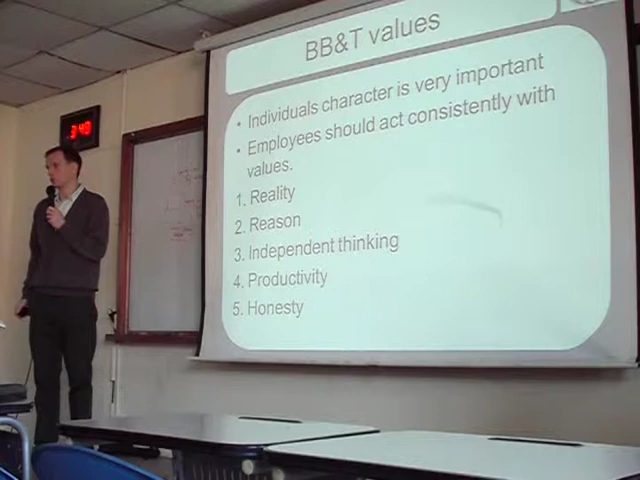 BB&T values
• Individuals character is very important
• Employees should act consistently with
values.
1. Reality
2. Reason
3. Independent thinking
4. Productivity
5. Honesty
3:40